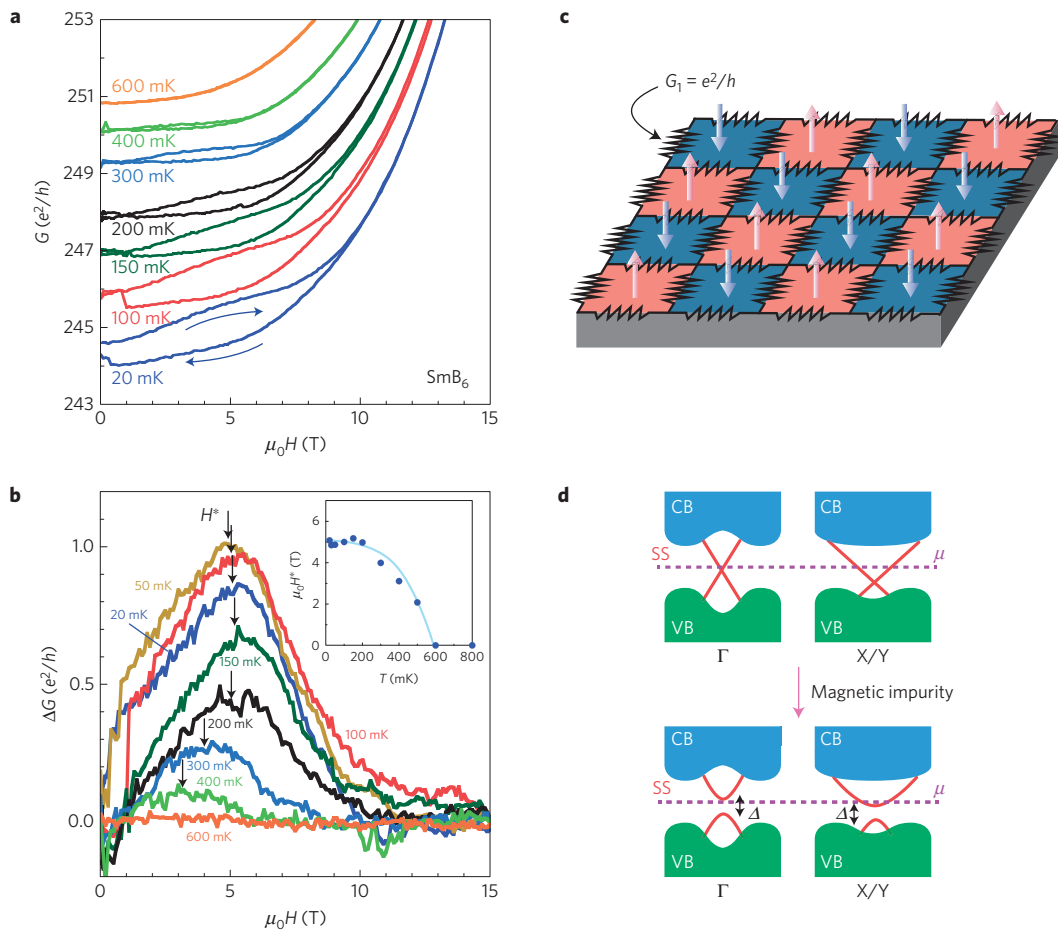 a
253
251
249
247
245
243
G (e²/h)
600 mK
400 mK
300 mK
200 mK
150 mK
100 mK
20 mK
SmB₆
0
5
10
15
μ₀H (T)
b
1.0
0.5
0.0
ΔG (e²/h)
H*
50 mK
20 mK
150 mK
200 mK
300 mK
400 mK
600 mK
100 mK
6
4
2
0
μ₀H* (T)
0 200 400 600 800
T (mK)
0
5
10
15
μ₀H (T)
c
G₁ = e²/h
d
CB
CB
SS
μ
VB
VB
Γ
X/Y
Magnetic impurity
CB
CB
SS
μ
Δ
Δ
VB
VB
Γ
X/Y